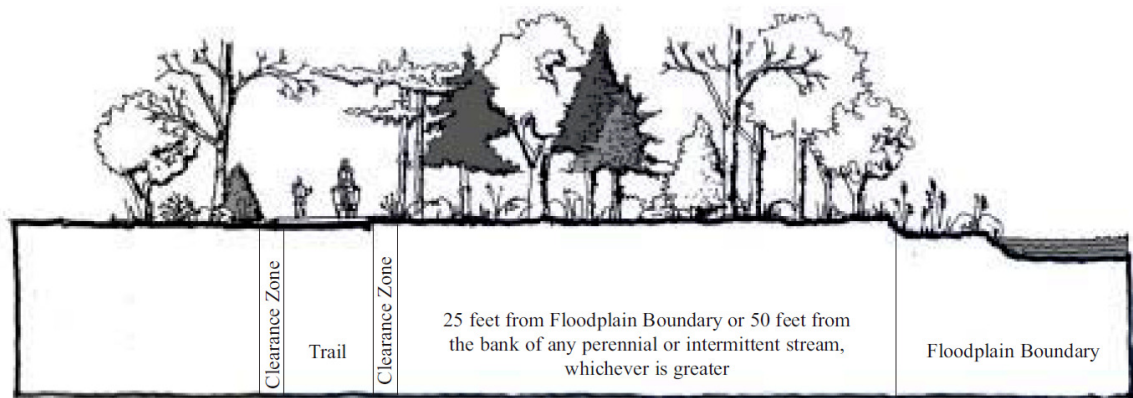 Clearance Zone
Trail
Clearance Zone
25 feet from Floodplain Boundary or 50 feet from
the bank of any perennial or intermittent stream,
whichever is greater
Floodplain Boundary